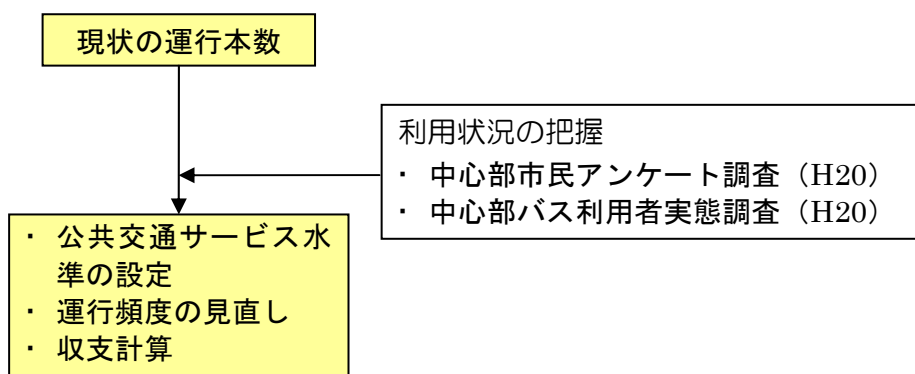 現状の運行本数
利用状況の把握
・ 中心部市民アンケート調査（H20）
・ 中心部バス利用者実態調査（H20）
・ 公共交通サービス水
準の設定
・ 運行頻度の見直し
・ 収支計算